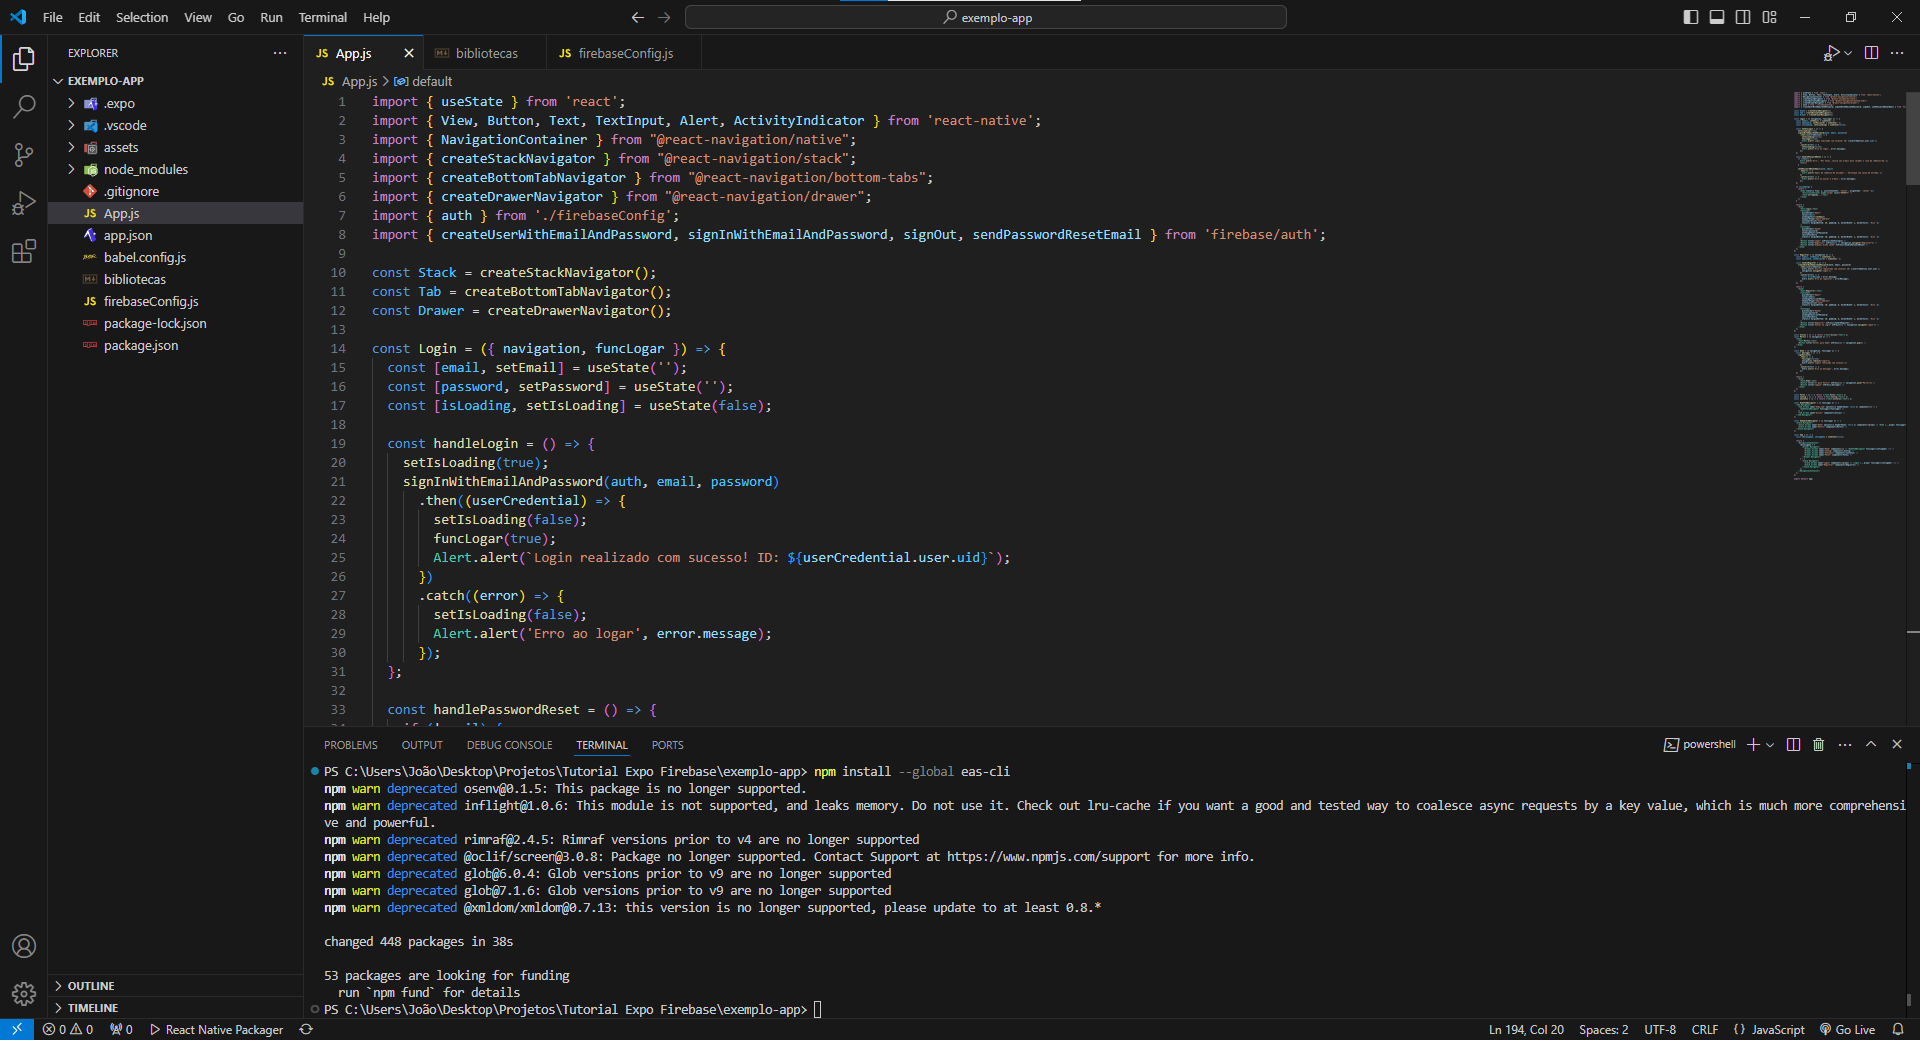 File Edit Selection View Go Run Terminal Help
exemplo-app
EXPLORER
EXEMPLO-APP
.expo
.vscode
assets
node_modules
.gitignore
App.js
app.json
babel.config.js
bibliotecas
firebaseConfig.js
package-lock.json
package.json
OUTLINE
TIMELINE
JS App.js
bibliotecas
JS firebaseConfig.js
JS App.js > default
1 import { useState } from 'react';
2 import { View, Button, Text, TextInput, Alert, ActivityIndicator } from 'react-native';
3 import { NavigationContainer } from "@react-navigation/native";
4 import { createStackNavigator } from "@react-navigation/stack";
5 import { createBottomTabNavigator } from "@react-navigation/bottom-tabs";
6 import { createDrawerNavigator } from "@react-navigation/drawer";
7 import { auth } from './firebaseConfig';
8 import { createUserWithEmailAndPassword, signInWithEmailAndPassword, signOut, sendPasswordResetEmail } from 'firebase/auth';
9
10 const Stack = createStackNavigator();
11 const Tab = createBottomTabNavigator();
12 const Drawer = createDrawerNavigator();
13
14 const Login = ({ navigation, funcLogar }) => {
15 const [email, setEmail] = useState('');
16 const [password, setPassword] = useState('');
17 const [isLoading, setIsLoading] = useState(false);
18
19 const handleLogin = () => {
20 setIsLoading(true);
21 signInWithEmailAndPassword(auth, email, password)
22 .then((userCredential) => {
23 setIsLoading(false);
24 funcLogar(true);
25 Alert.alert(`Login realizado com sucesso! ID: ${userCredential.user.uid}`);
26 })
27 .catch((error) => {
28 setIsLoading(false);
29 Alert.alert('Erro ao logar', error.message);
30 });
31 };
32
33 const handlePasswordReset = () => {
PROBLEMS OUTPUT DEBUG CONSOLE TERMINAL PORTS
powershell
PS C:\Users\João\Desktop\Projetos\Tutorial Expo Firebase\exemplo-app> npm install --global eas-cli
npm warn deprecated osenv@0.1.5: This package is no longer supported.
npm warn deprecated inflight@1.0.6: This module is not supported, and leaks memory. Do not use it. Check out lru-cache if you want a good and tested way to coalesce async requests by a key value, which is much more comprehensi
ve and powerful.
npm warn deprecated rimraf@2.4.5: Rimraf versions prior to v4 are no longer supported
npm warn deprecated @oclif/screen@3.0.8: Package no longer supported. Contact Support at https://www.npmjs.com/support for more info.
npm warn deprecated glob@6.0.4: Glob versions prior to v9 are no longer supported
npm warn deprecated glob@7.1.6: Glob versions prior to v9 are no longer supported
npm warn deprecated @xmldom/xmldom@0.7.13: this version is no longer supported, please update to at least 0.8.*
changed 448 packages in 38s
53 packages are looking for funding
run `npm fund` for details
PS C:\Users\João\Desktop\Projetos\Tutorial Expo Firebase\exemplo-app>
0 0 0 React Native Packager
Ln 194, Col 20 Spaces: 2 UTF-8 CRLF {} JavaScript Go Live